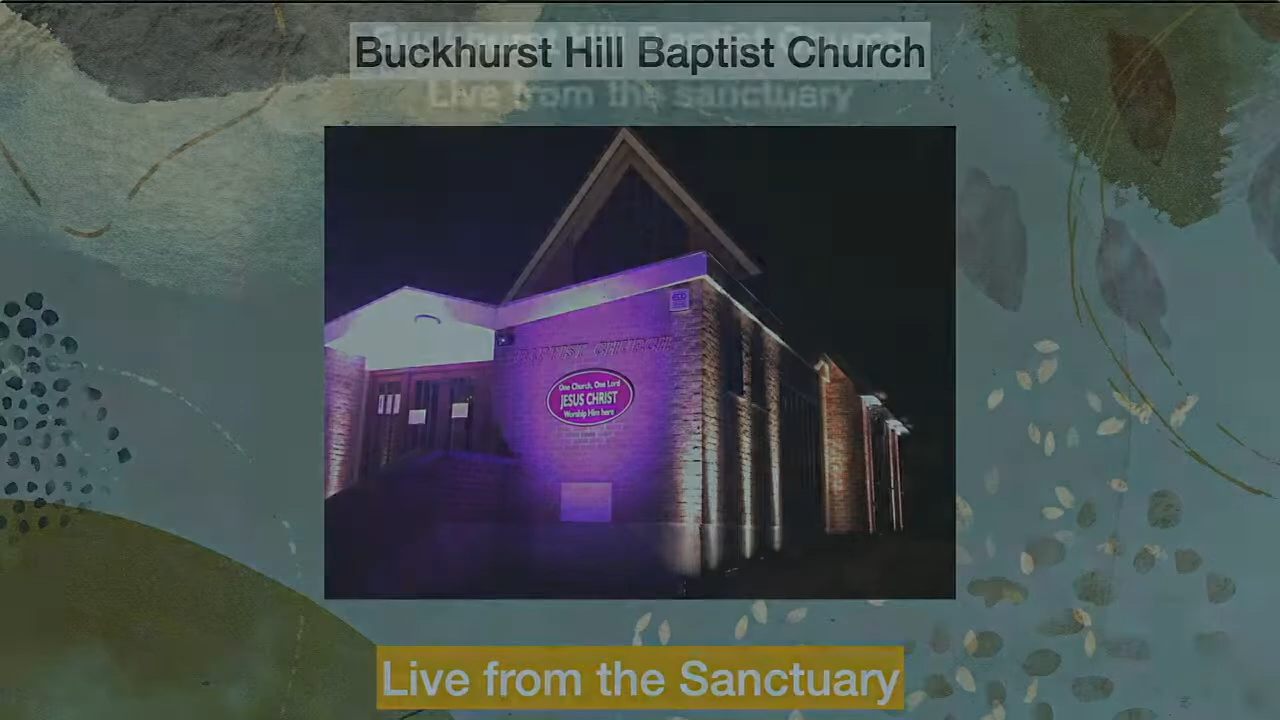 Buckhurst Hill Baptist Church
Live from the sanctuary
BAPTIST CHURCH
One Church, One Lord
JESUS CHRIST
Worship Him here
Live from the Sanctuary